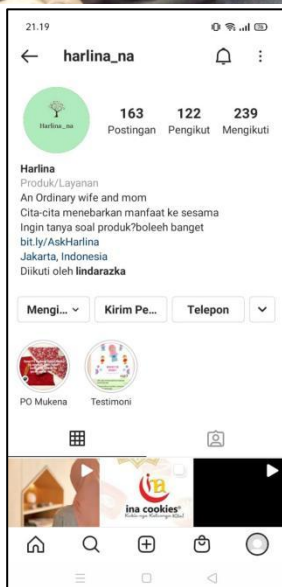 21.19
harlina_na
Harlina_na
163 122 239
Postingan Pengikut Mengikuti
Harlina
Produk/Layanan
An Ordinary wife and mom
Cita-cita menebarkan manfaat ke sesama
Ingin tanya soal produk?boleeh banget
bit.ly/AskHarlina
Jakarta, Indonesia
Diikuti oleh lindarazka
Mengi... Kirim Pe... Telepon
PO Mukena Testimoni
ina cookies